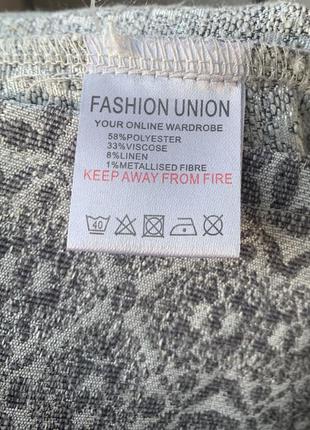 FASHION UNION
YOUR ONLINE WARDROBE
58%POLYESTER
33%VISCOSE
8%LINEN
1%METALLISED FIBRE
KEEP AWAY FROM FIRE
40